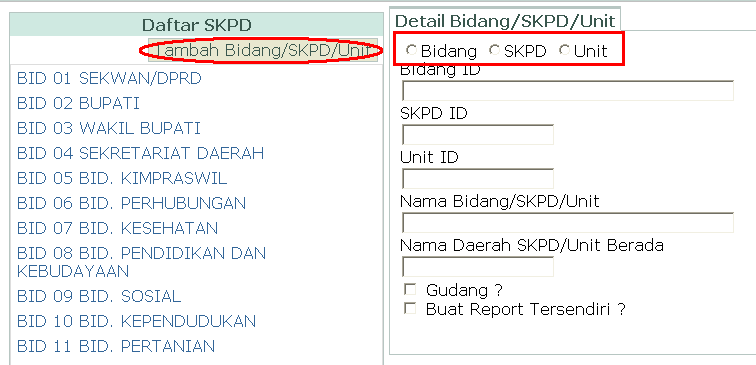 Daftar SKPD
Tambah Bidang/SKPD/Unit
BID 01 SEKWAN/DPRD
BID 02 BUPATI
BID 03 WAKIL BUPATI
BID 04 SEKRETARIAT DAERAH
BID 05 BID. KIMPRASWIL
BID 06 BID. PERHUBUNGAN
BID 07 BID. KESEHATAN
BID 08 BID. PENDIDIKAN DAN
KEBUDAYAAN
BID 09 BID. SOSIAL
BID 10 BID. KEPENDUDUKAN
BID 11 BID. PERTANIAN
Detail Bidang/SKPD/Unit
Bidang SKPD Unit
Bidang ID
SKPD ID
Unit ID
Nama Bidang/SKPD/Unit
Nama Daerah SKPD/Unit Berada
Gudang ?
Buat Report Tersendiri ?